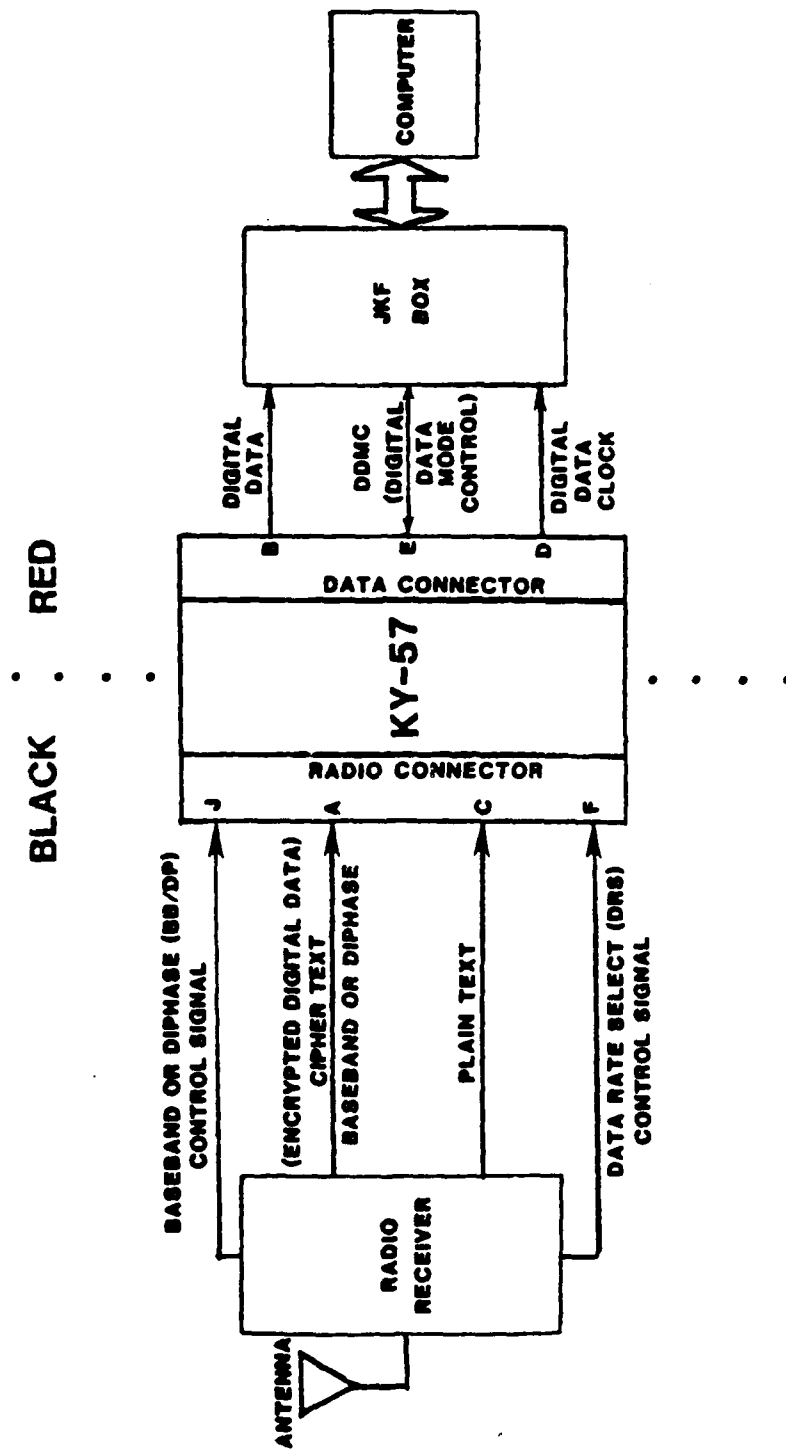 BLACK
RED
ANTENNA
RADIO
RECEIVER
BASEBAND OR DIPHASE (BB/DP)
CONTROL SIGNAL
(ENCRYPTED DIGITAL DATA)
CIPHER TEXT
BASEBAND OR DIPHASE
PLAIN TEXT
DATA RATE SELECT (DRS)
CONTROL SIGNAL
J
A
C
F
RADIO CONNECTOR
KY-57
DATA CONNECTOR
B
E
D
DIGITAL
DATA
DDMC
(DIGITAL
DATA
MODE
CONTROL)
DIGITAL
DATA
CLOCK
JKF
BOX
COMPUTER